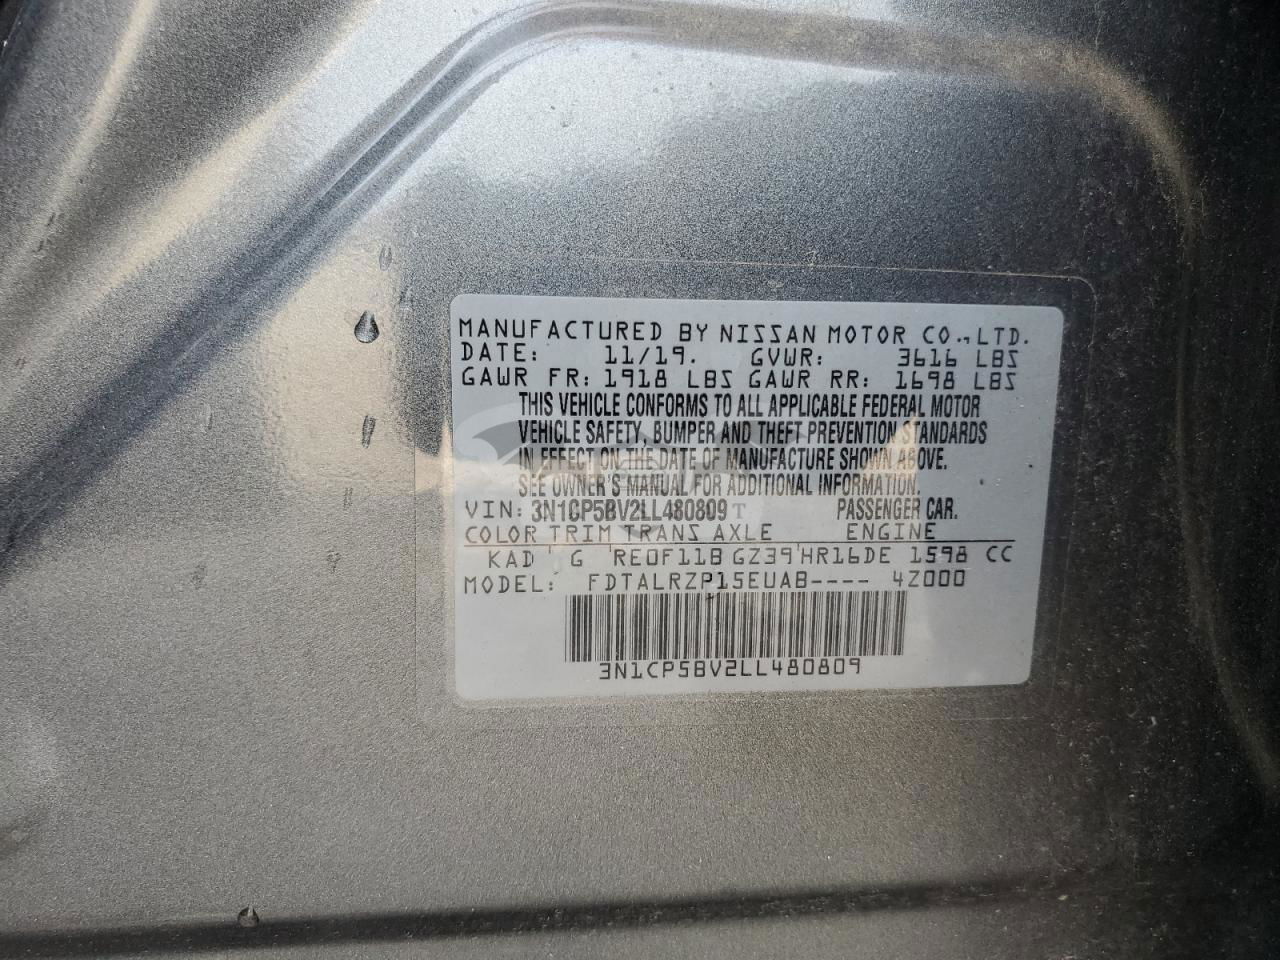 MANUFACTURED BY NISSAN MOTOR CO.,LTD.
DATE: 11/19. GVWR: 3616 LBS
GAWR FR: 1918 LBS GAWR RR: 1698 LBS
THIS VEHICLE CONFORMS TO ALL APPLICABLE FEDERAL MOTOR
VEHICLE SAFETY, BUMPER AND THEFT PREVENTION STANDARDS
IN EFFECT ON THE DATE OF MANUFACTURE SHOWN ABOVE.
SEE OWNER'S MANUAL FOR ADDITIONAL INFORMATION.
VIN: 3N1CP5BV2LL480809 T PASSENGER CAR.
COLOR TRIM TRANS AXLE ENGINE
KAD G RE0F11B GZ39 HR16DE 1598 CC
MODEL: FDTALRZP15EUAB---- 4Z000
3N1CP5BV2LL480809